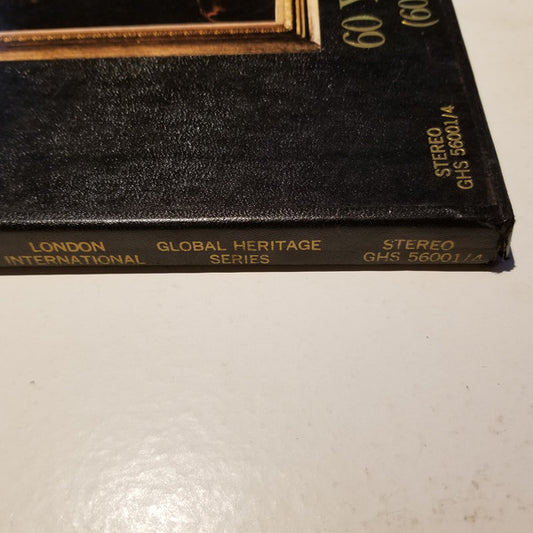 60
(60
STEREO
GHS 56001/4
LONDON
INTERNATIONAL
GLOBAL HERITAGE
SERIES
STEREO
GHS 56001/4